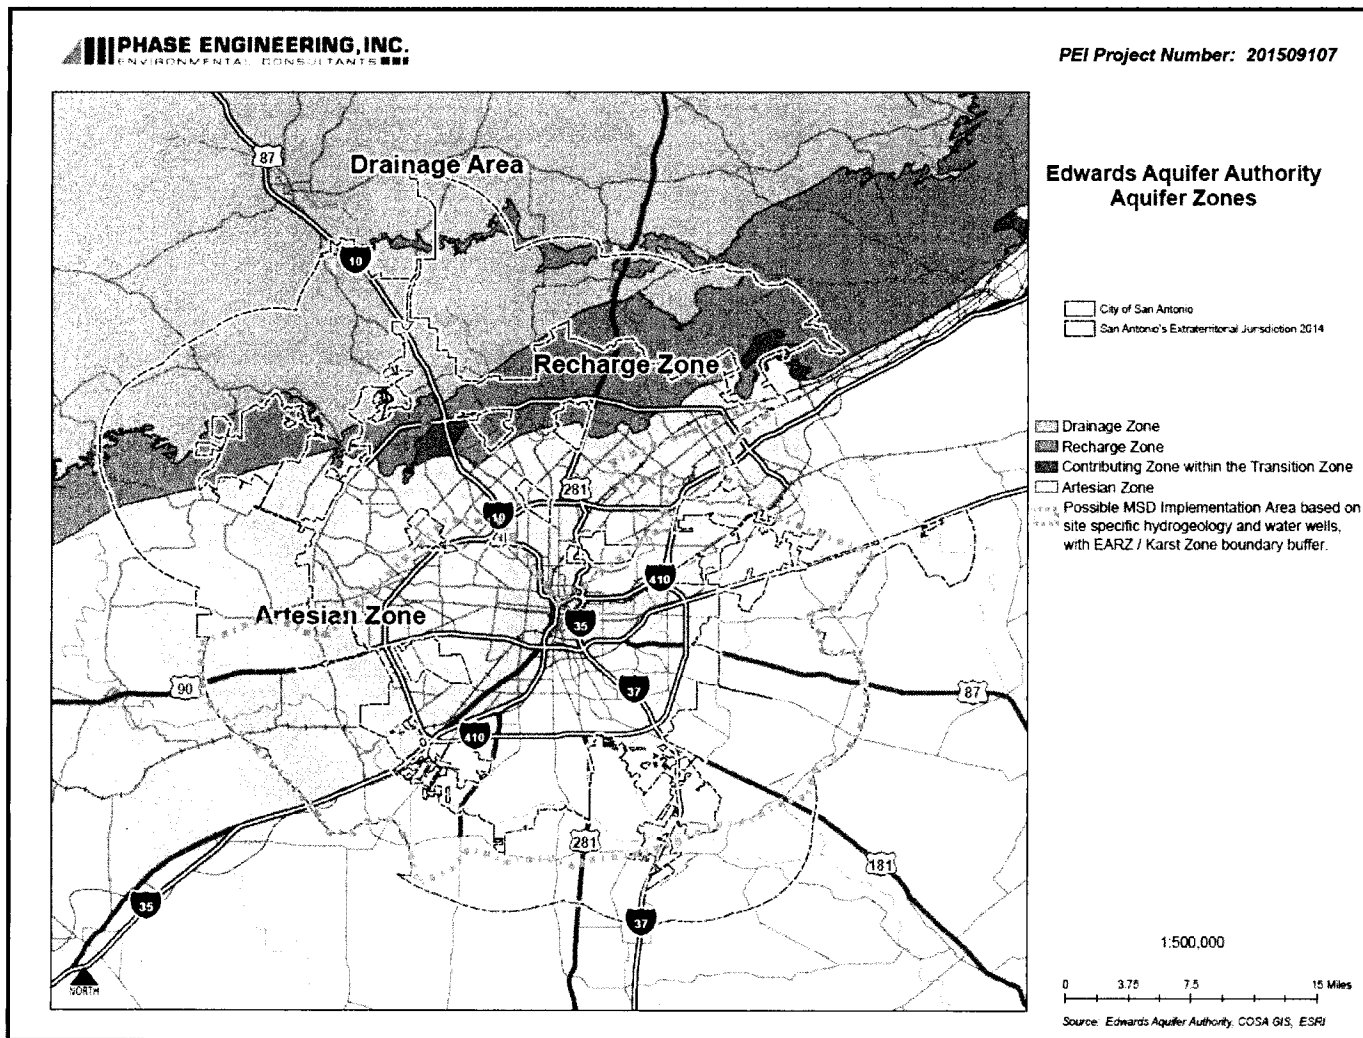 PHASE ENGINEERING, INC.
ENVIRONMENTAL CONSULTANTS
PEI Project Number: 201509107
Edwards Aquifer Authority
Aquifer Zones
City of San Antonio
San Antonio's Extraterritorial Jurisdiction 2014
Drainage Zone
Recharge Zone
Contributing Zone within the Transition Zone
Artesian Zone
Possible MSD Implementation Area based on
site specific hydrogeology and water wells,
with EARZ / Karst Zone boundary buffer.
87
Drainage Area
10
Recharge Zone
281
10
410
Artesian Zone
35
90
37
87
410
281
181
35
37
NORTH
1:500,000
0 3.75 7.5 15 Miles
Source: Edwards Aquifer Authority, COSA GIS, ESRI